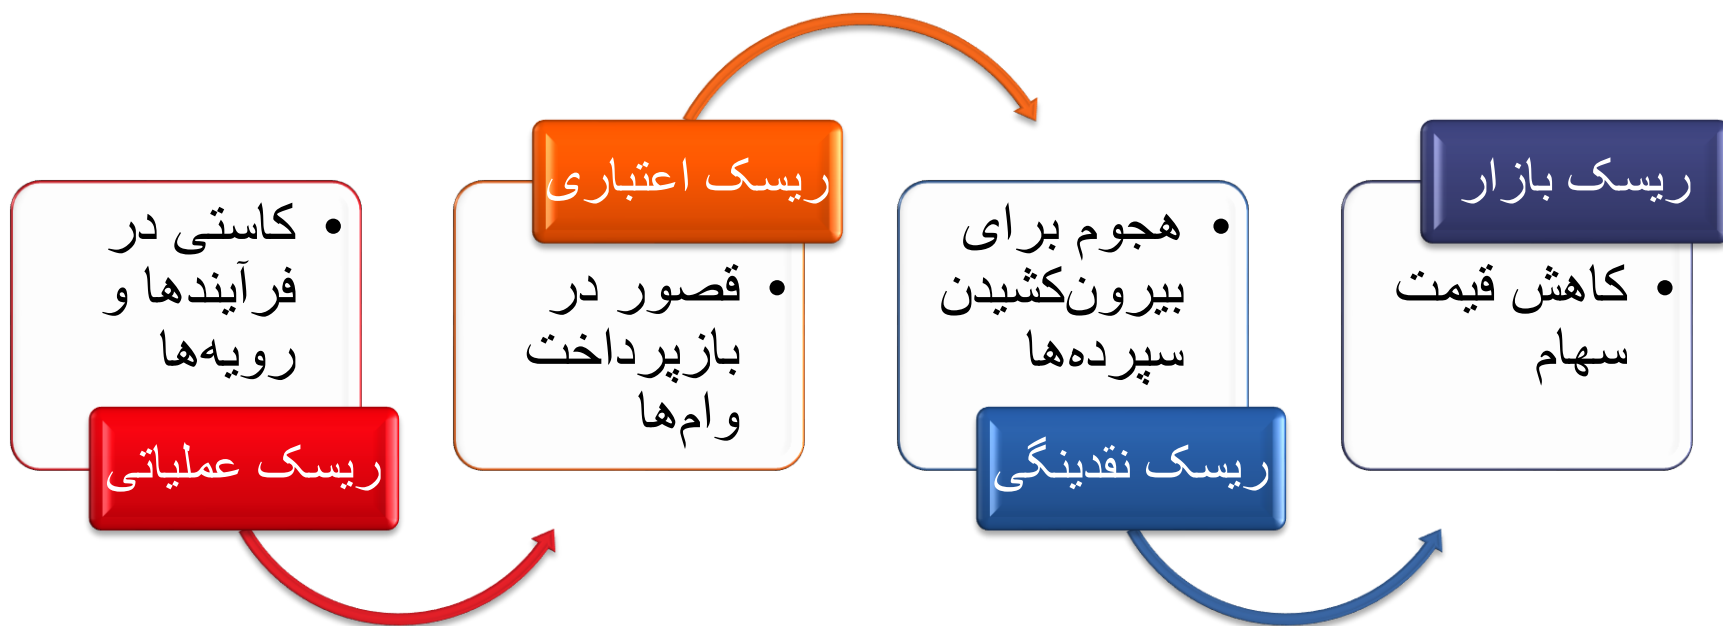 کاستی در
فرآیندها و
رویه‌ها
ریسک عملیاتی
ریسک اعتباری
قصور در
بازپرداخت
وام‌ها
هجوم برای
بیرون‌کشیدن
سپرده‌ها
ریسک نقدینگی
ریسک بازار
کاهش قیمت
سهام